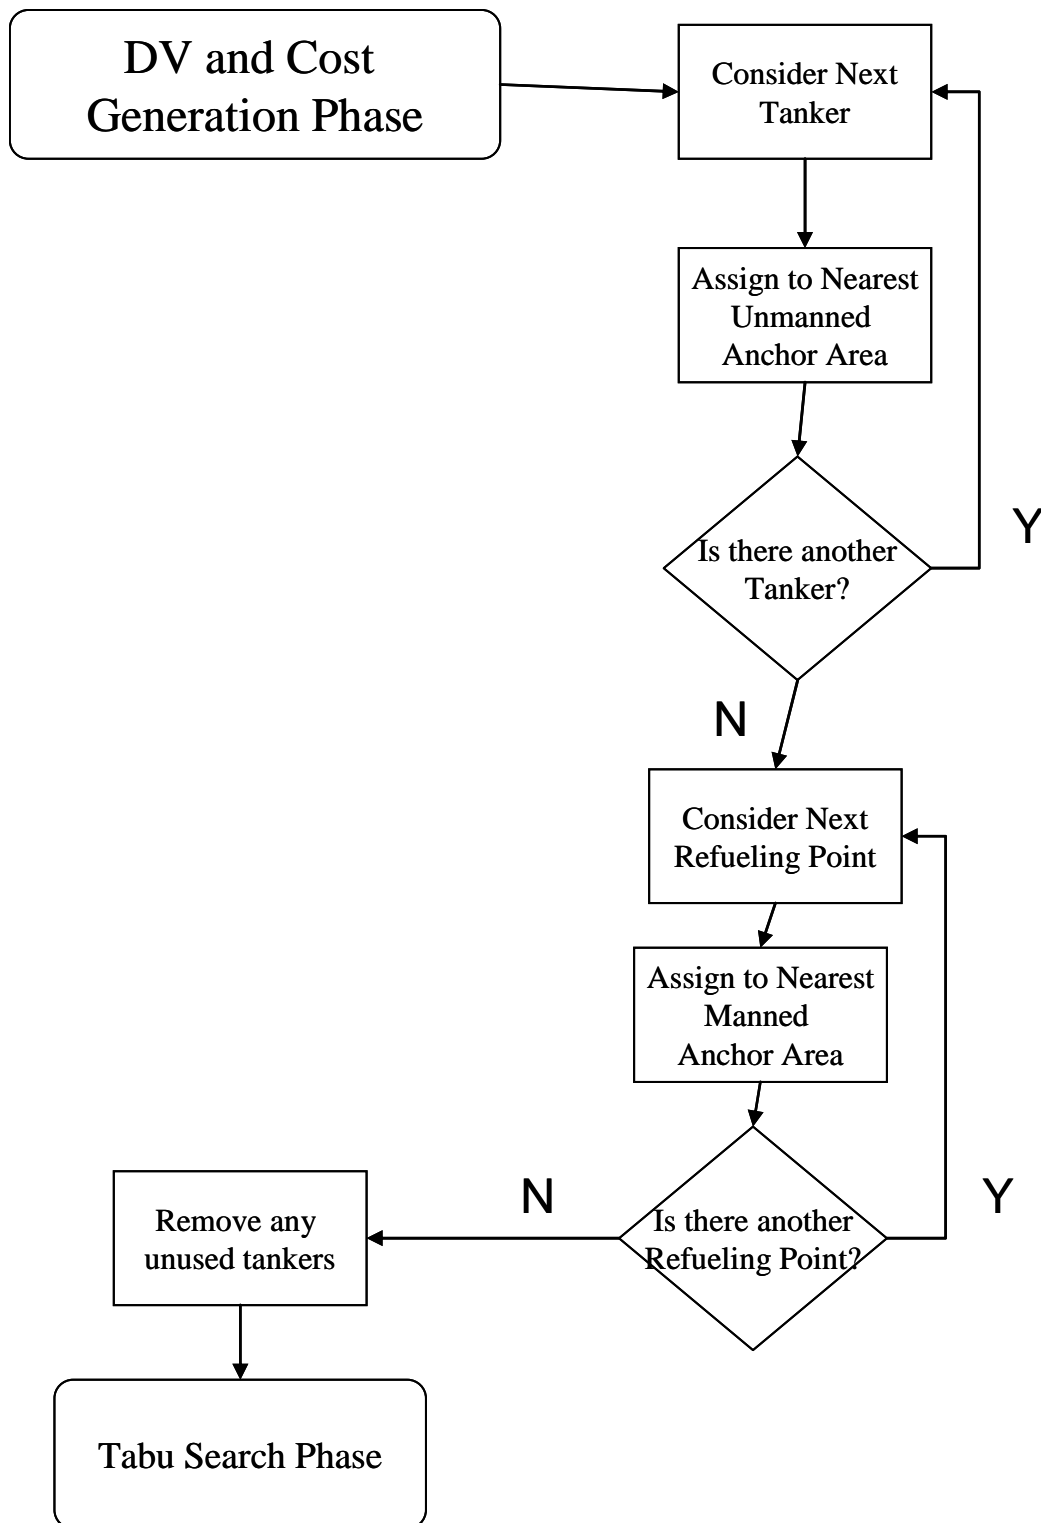 DV and Cost
Generation Phase
Consider Next
Tanker
Assign to Nearest
Unmanned
Anchor Area
Is there another
Tanker?
Y
N
Consider Next
Refueling Point
Assign to Nearest
Manned
Anchor Area
Is there another
Refueling Point?
Y
N
Remove any
unused tankers
Tabu Search Phase